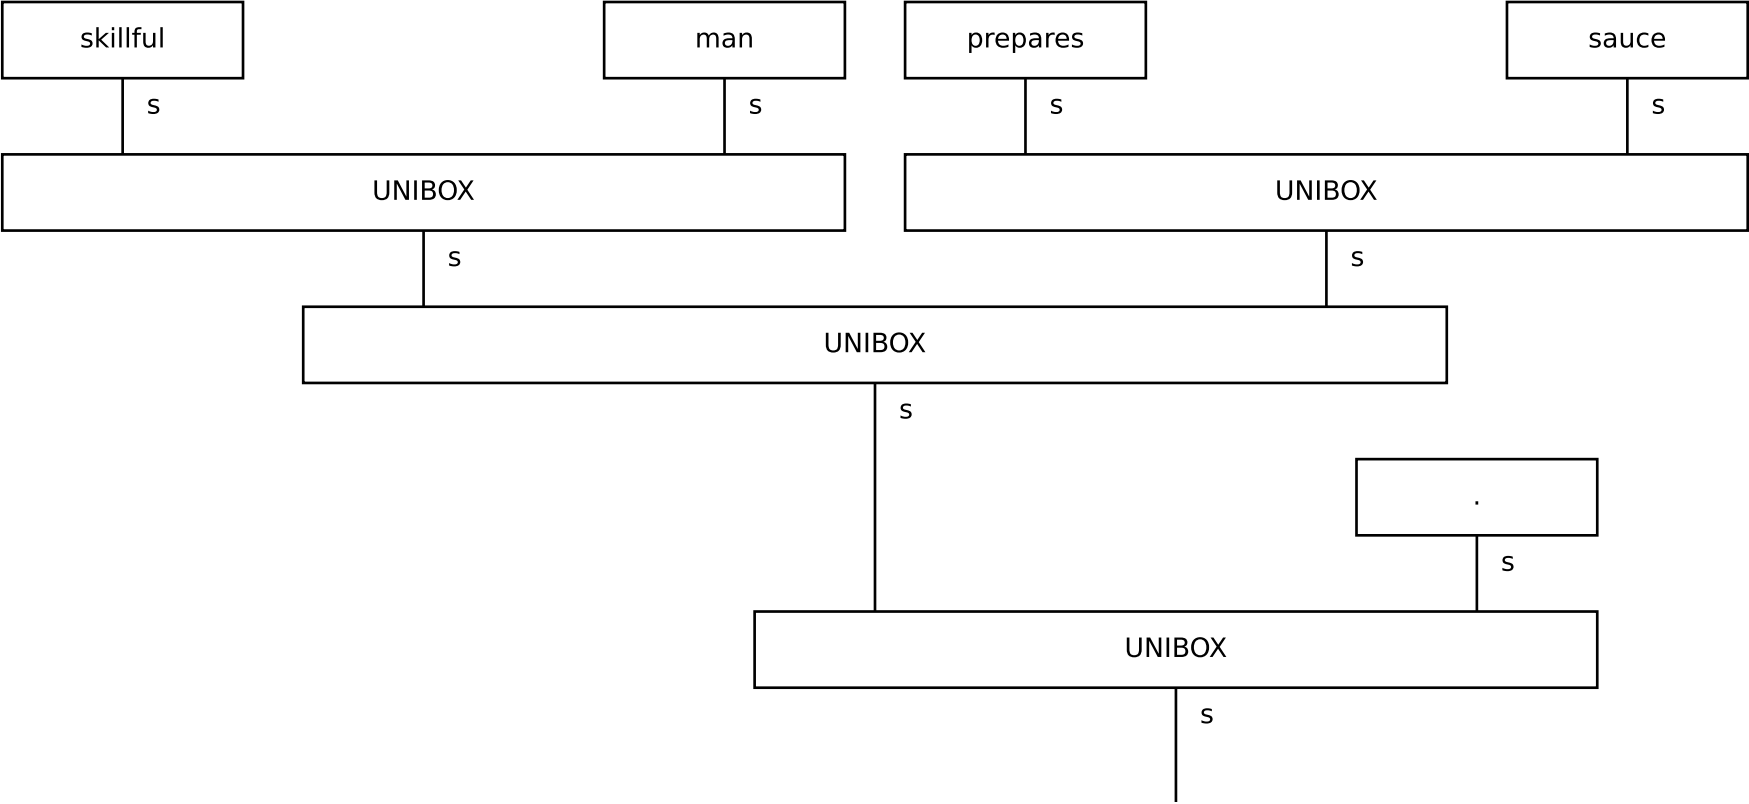 skillful man prepares sauce
s s s s
UNIBOX UNIBOX
s s
UNIBOX
s
.
s
UNIBOX
s